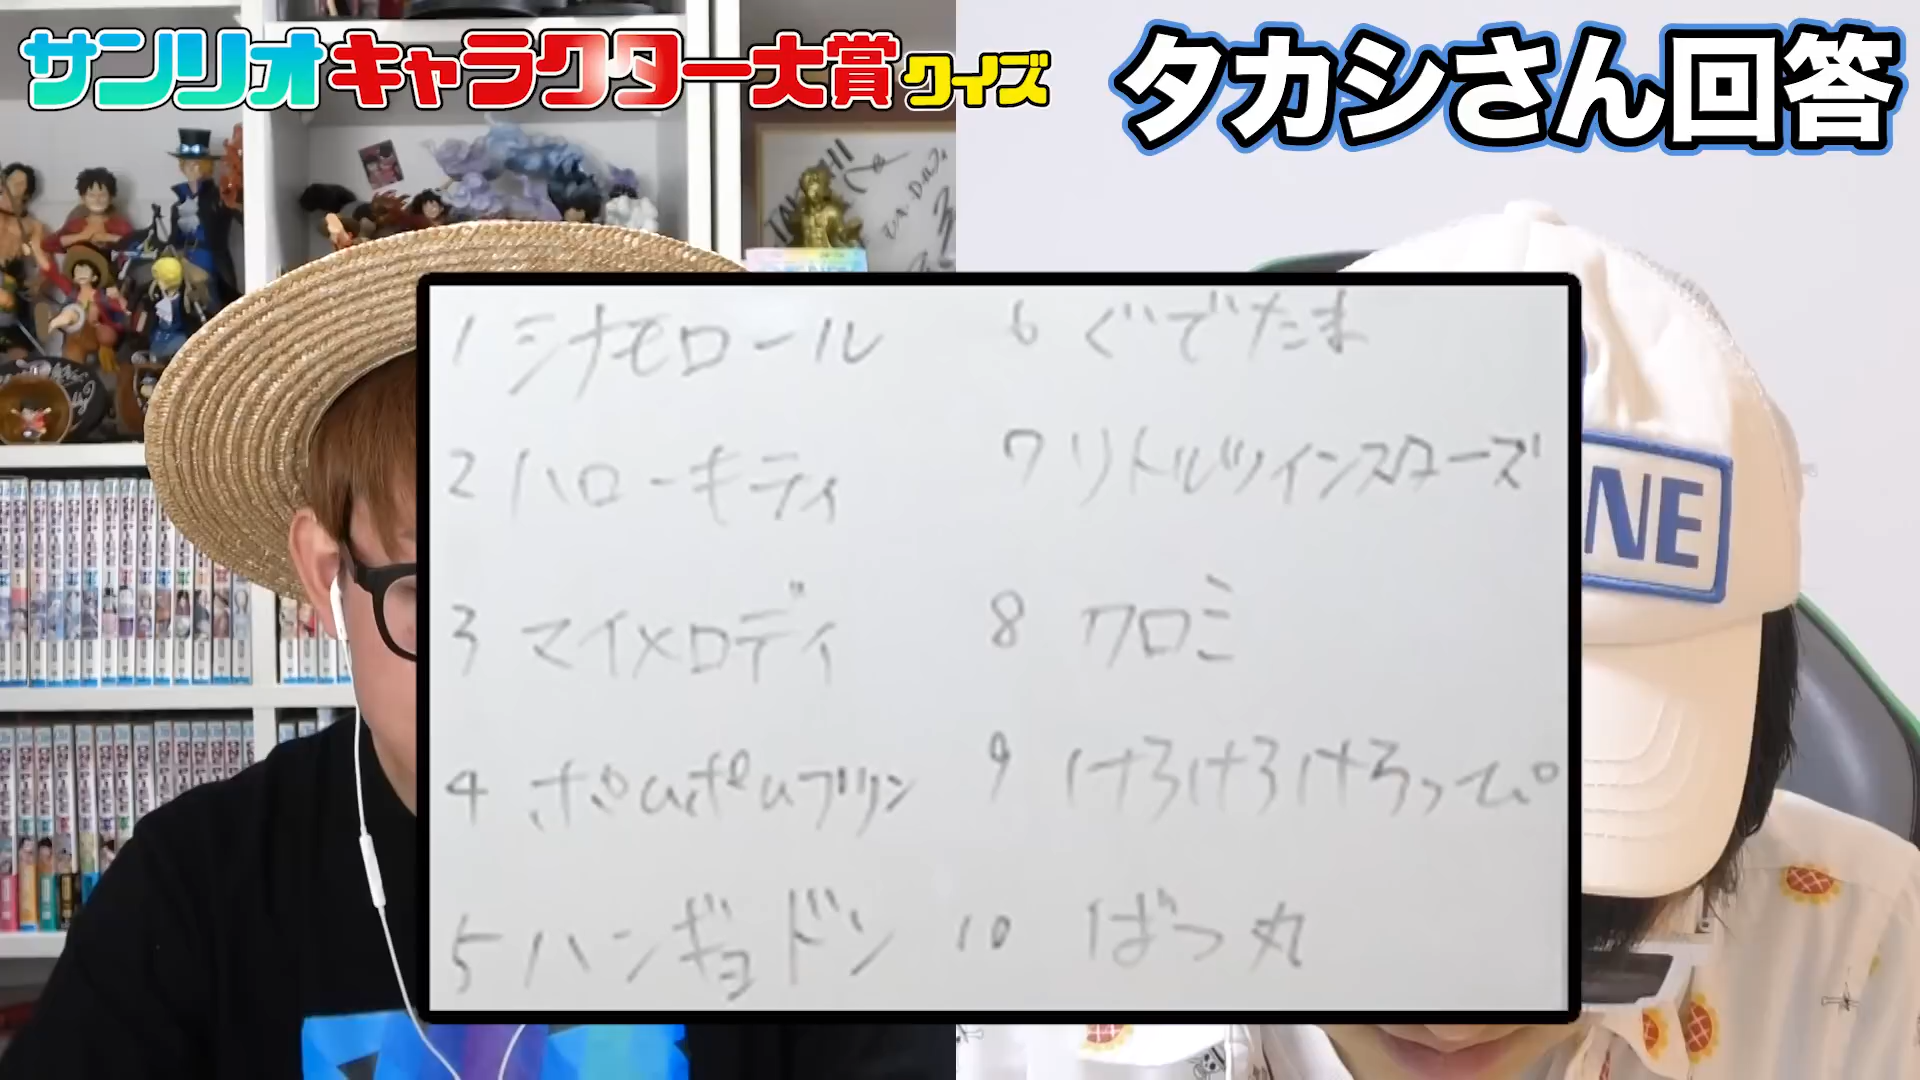 サンリオキャラクター大賞クイズ
タカシさん回答
1 シナモロール
2 ハローキティ
3 マイメロディ
4 ポムポムプリン
5 ハンギョドン
6 ぐでたま
7 リトルツインスターズ
8 クロミ
9 けろけろけろっぴ
10 ばつ丸
NE